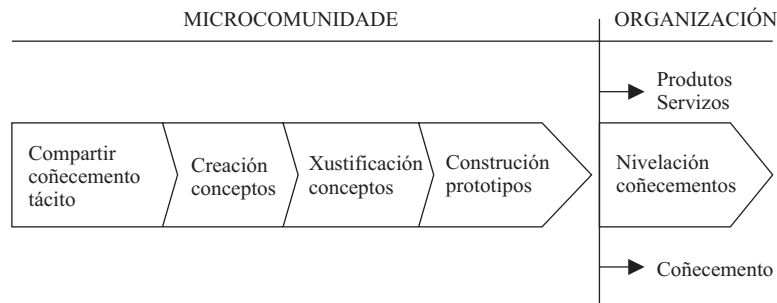 MICROCOMUNIDADE
ORGANIZACIÓN
Produtos
Servizos
Compartir
coñecemento
tácito
Creación
conceptos
Xustificación
conceptos
Construción
prototipos
Nivelación
coñecementos
Coñecemento